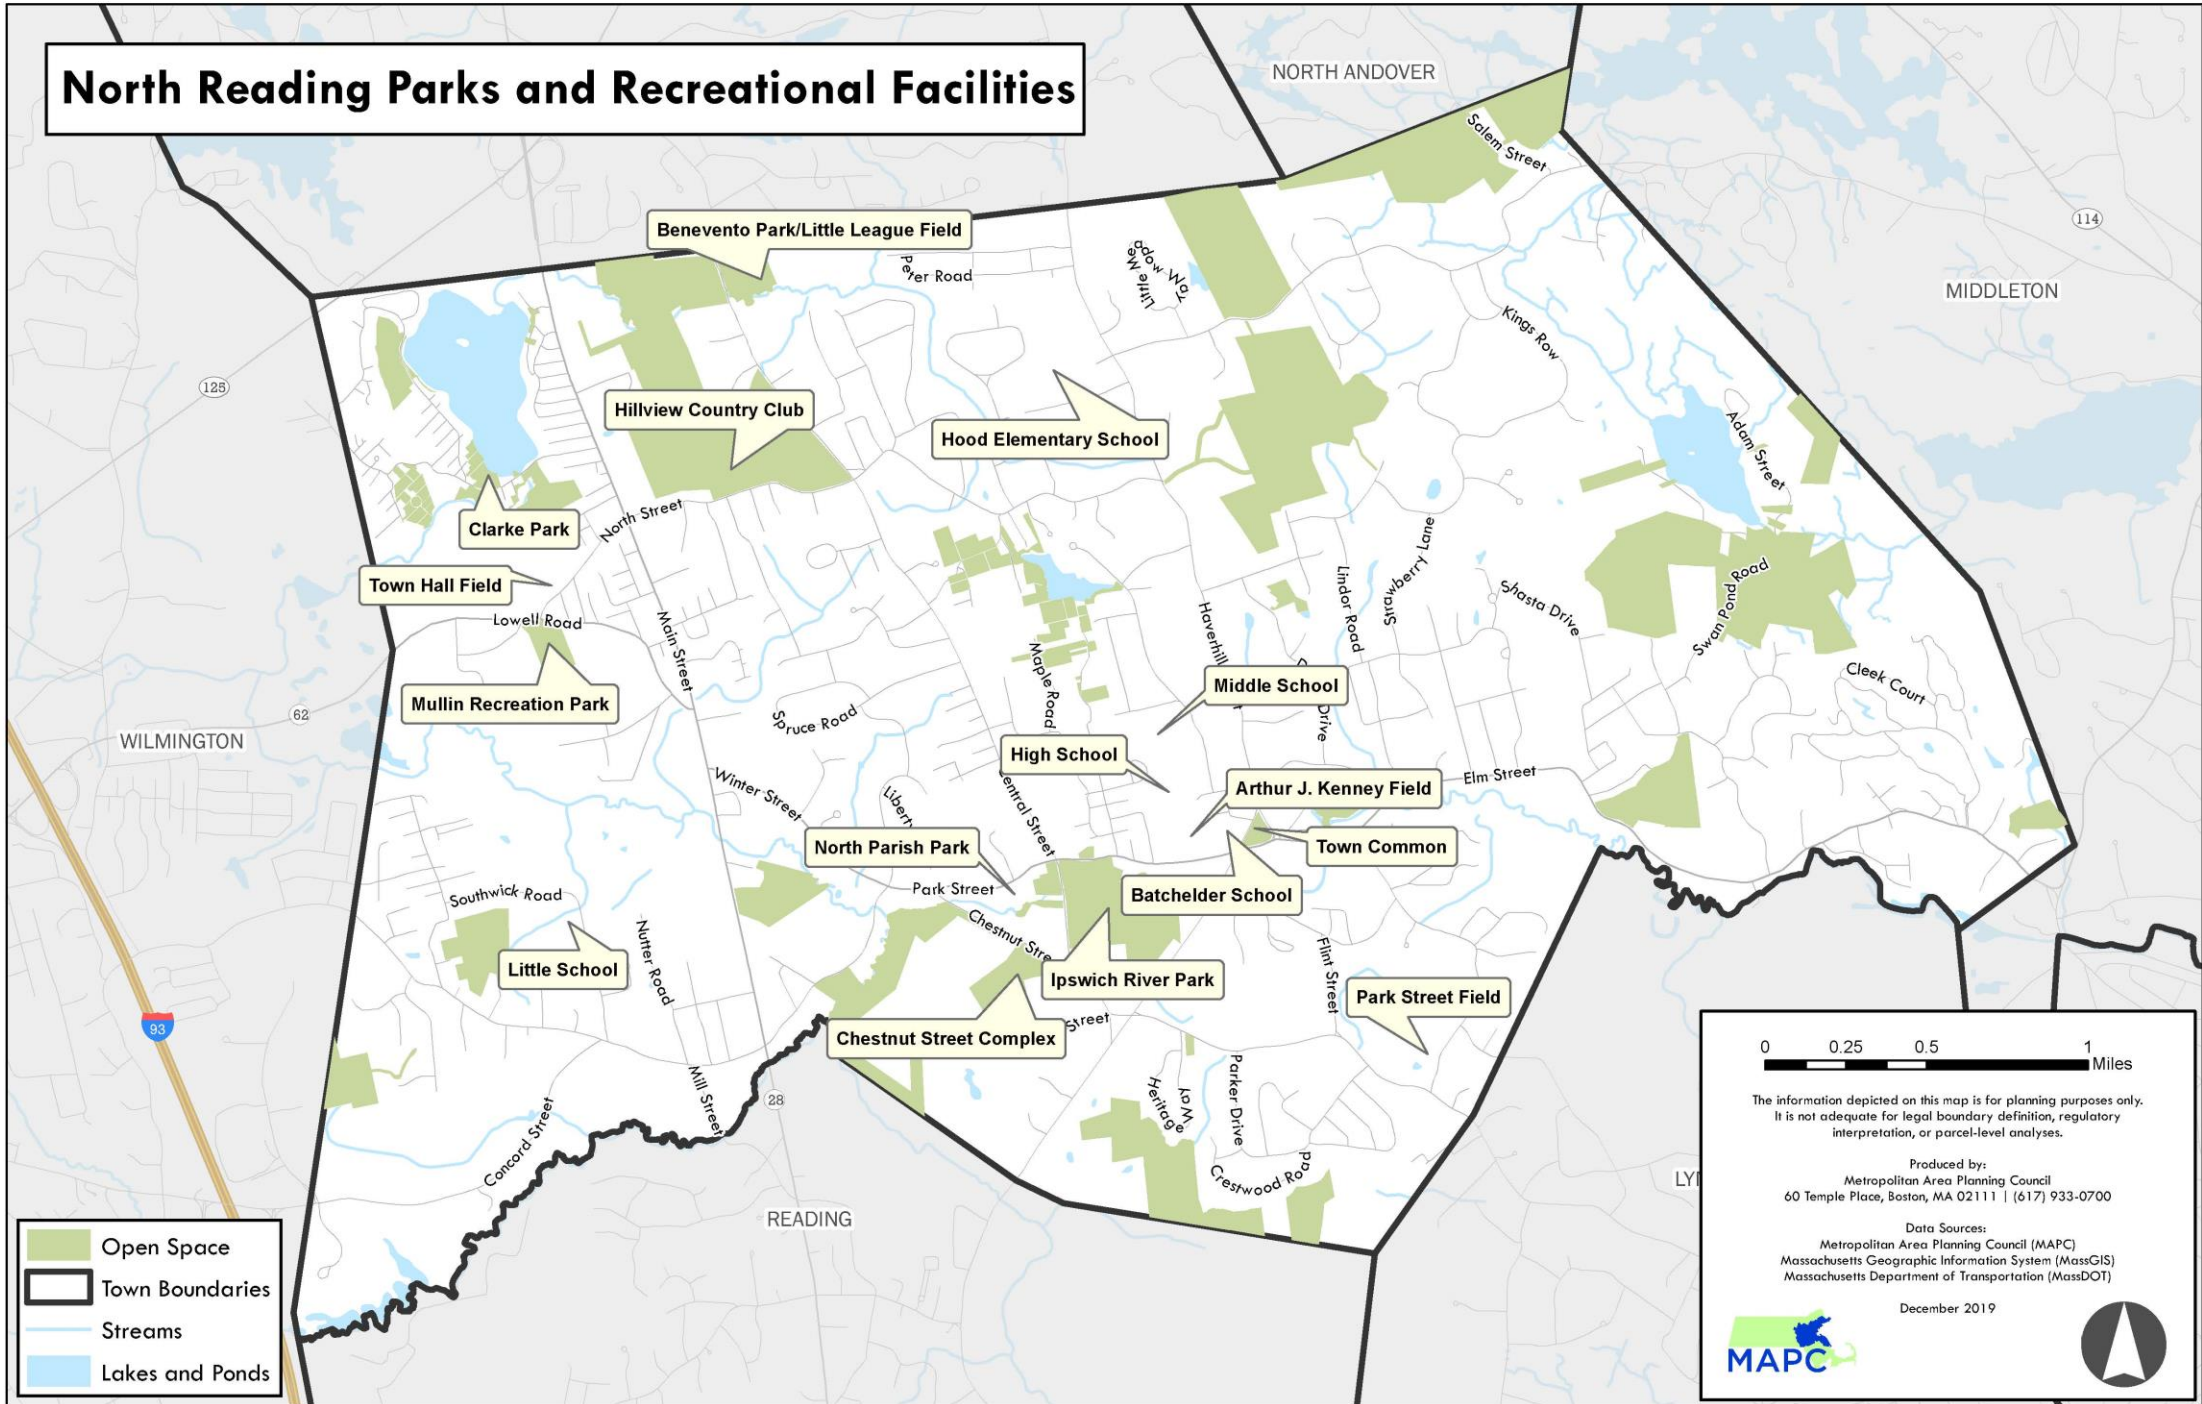 North Reading Parks and Recreational Facilities
NORTH ANDOVER
Salem Street
114
Benevento Park/Little League Field
Peter Road
MIDDLETON
Kings Row
125
Hillview Country Club
Hood Elementary School
Adam Street
Clarke Park
North Street
Town Hall Field
Lowell Road
Main Street
Haverhill
Lindor Road
Strawberry Lane
Shasta Drive
Swan Pond Road
Cleek Court
Maple Road
Middle School
Drive
Mullin Recreation Park
62
WILMINGTON
Spruce Road
High School
Winter Street
Elm Street
Arthur J. Kenney Field
North Parish Park
Town Common
Park Street
Batchelder School
Southwick Road
Nutter Road
Chestnut Stre
Flint Street
Little School
Ipswich River Park
Park Street Field
93
Chestnut Street Complex
Street
Mill Street
28
Heritage Way
Parker Drive
Concord Street
Crestwood Road
READING
Open Space
Town Boundaries
Streams
Lakes and Ponds
0 0.25 0.5 1
Miles
The information depicted on this map is for planning purposes only.
It is not adequate for legal boundary definition, regulatory
interpretation, or parcel-level analyses.
Produced by:
Metropolitan Area Planning Council
60 Temple Place, Boston, MA 02111 | (617) 933-0700
Data Sources:
Metropolitan Area Planning Council (MAPC)
Massachusetts Geographic Information System (MassGIS)
Massachusetts Department of Transportation (MassDOT)
December 2019
MAPC